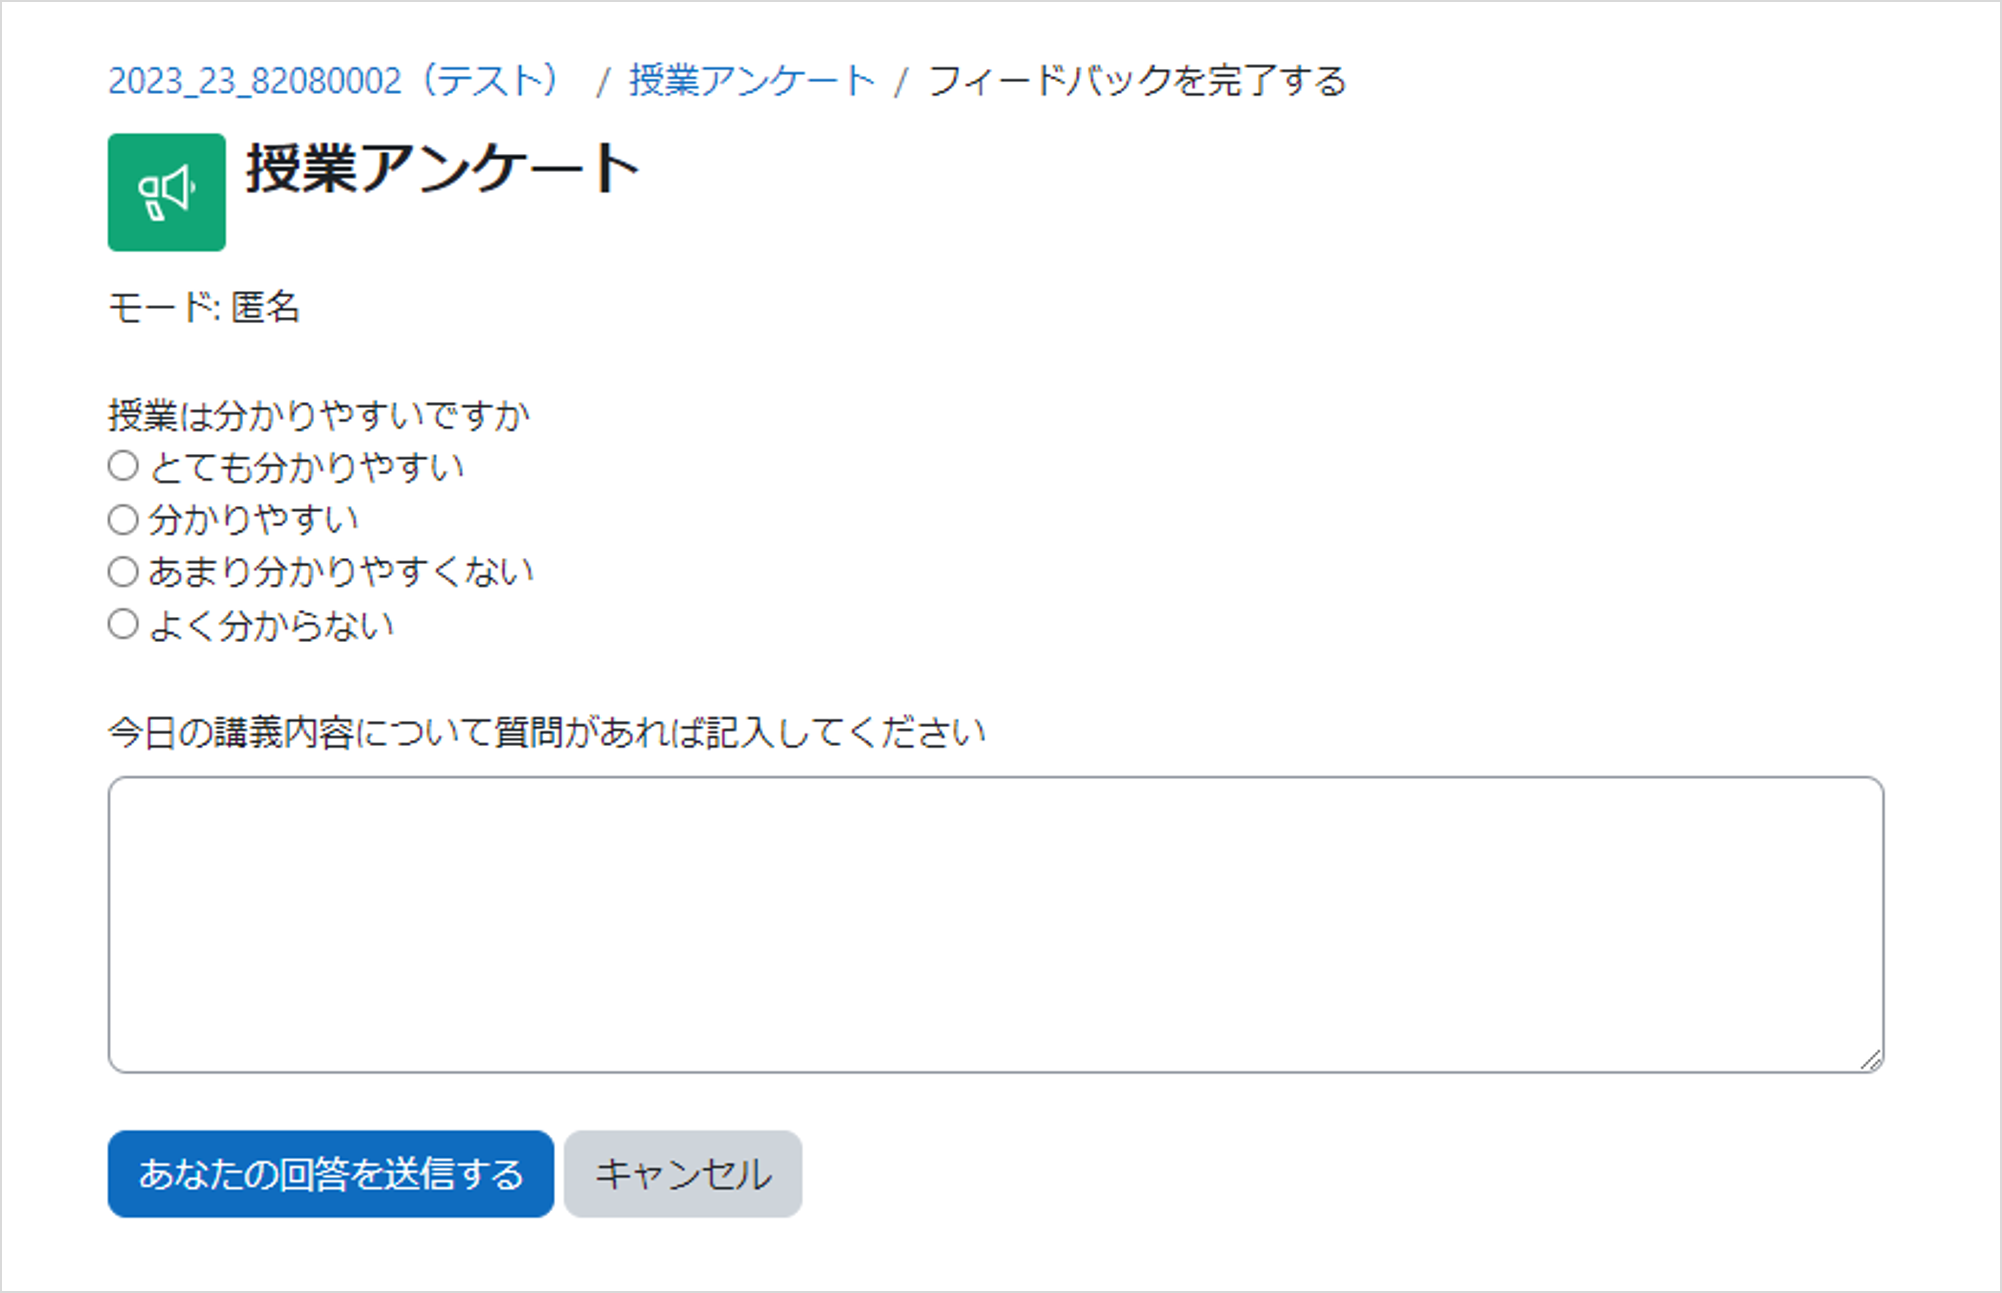 2023_23_82080002（テスト） / 授業アンケート / フィードバックを完了する
授業アンケート
モード: 匿名
授業は分かりやすいですか
とても分かりやすい
分かりやすい
あまり分かりやすくない
よく分からない
今日の講義内容について質問があれば記入してください
あなたの回答を送信する キャンセル